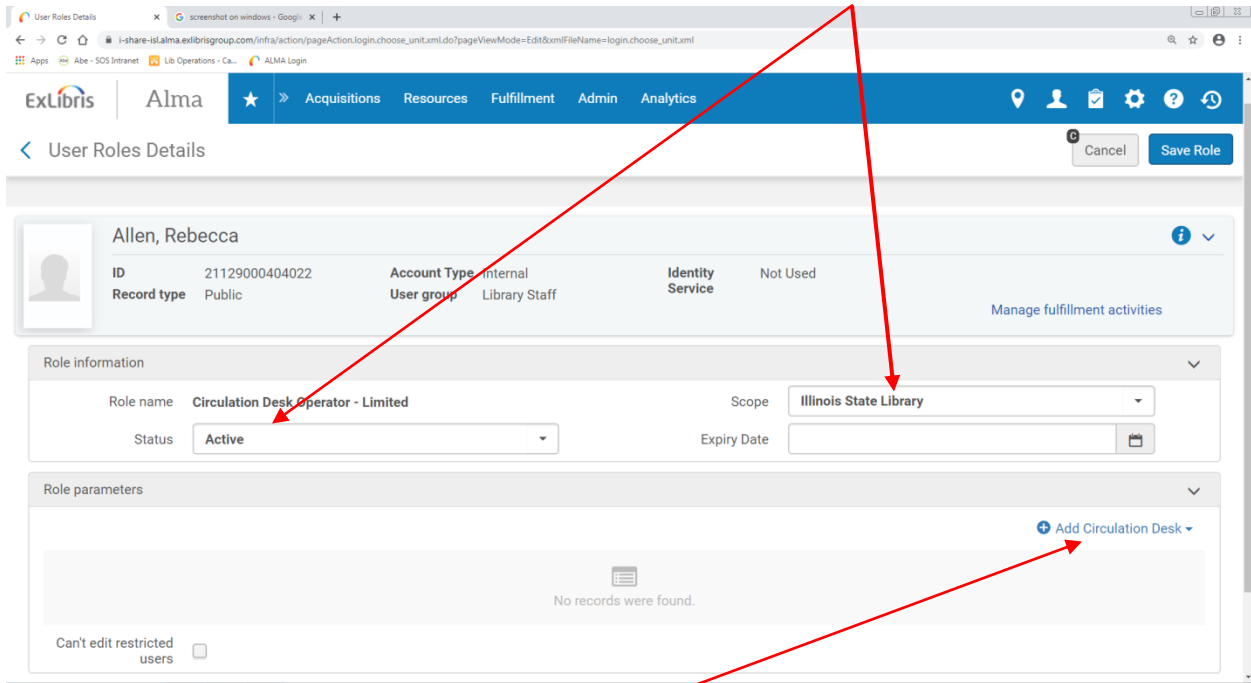 User Roles Details
screenshot on windows - Googl
i-share-isl.alma.exlibrisgroup.com/infra/action/pageAction.login.choose_unit.xml.do?pageViewMode=Edit&xmlFileName=login.choose_unit.xml
Apps Abe - SOS Intranet Lib Operations - Ca... ALMA Login
ExLibris Alma Acquisitions Resources Fulfillment Admin Analytics
User Roles Details C Cancel Save Role
Allen, Rebecca
ID 21129000404022 Account Type Internal Identity Service Not Used
Record type Public User group Library Staff
Manage fulfillment activities
Role information
Role name Circulation Desk Operator - Limited Scope Illinois State Library
Status Active Expiry Date
Role parameters
Add Circulation Desk
No records were found.
Can't edit restricted
users